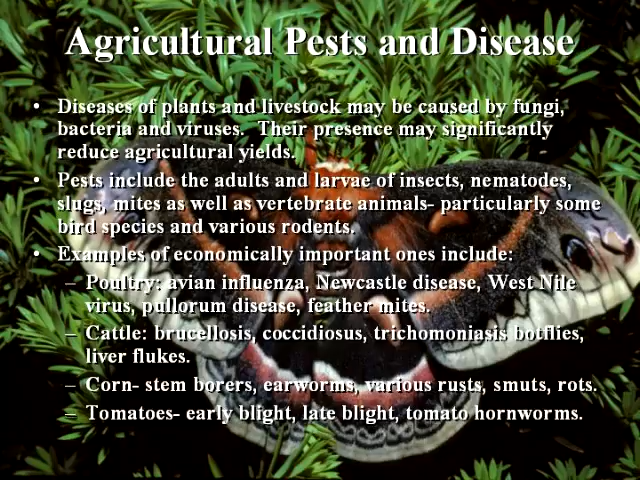 Agricultural Pests and Disease
• Diseases of plants and livestock may be caused by fungi,
bacteria and viruses.  Their presence may significantly
reduce agricultural yields.
• Pests include the adults and larvae of insects, nematodes,
slugs, mites as well as vertebrate animals- particularly some
bird species and various rodents.
• Examples of economically important ones include:
– Poultry: avian influenza, Newcastle disease, West Nile
virus, pullorum disease, feather mites.
– Cattle: brucellosis, coccidiosus, trichomoniasis botflies,
liver flukes.
– Corn- stem borers, earworms, various rusts, smuts, rots.
– Tomatoes- early blight, late blight, tomato hornworms.